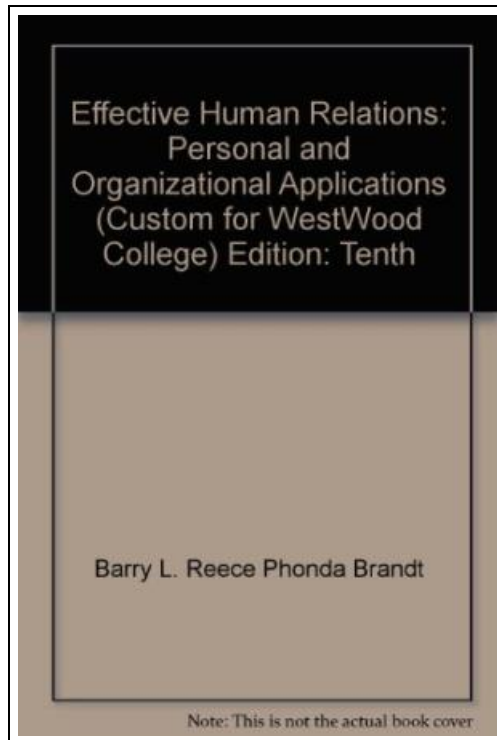 Effective Human Relations:
Personal and
Organizational Applications
(Custom for WestWood
College) Edition: Tenth
Barry L. Reece Phonda Brandt
Note: This is not the actual book cover